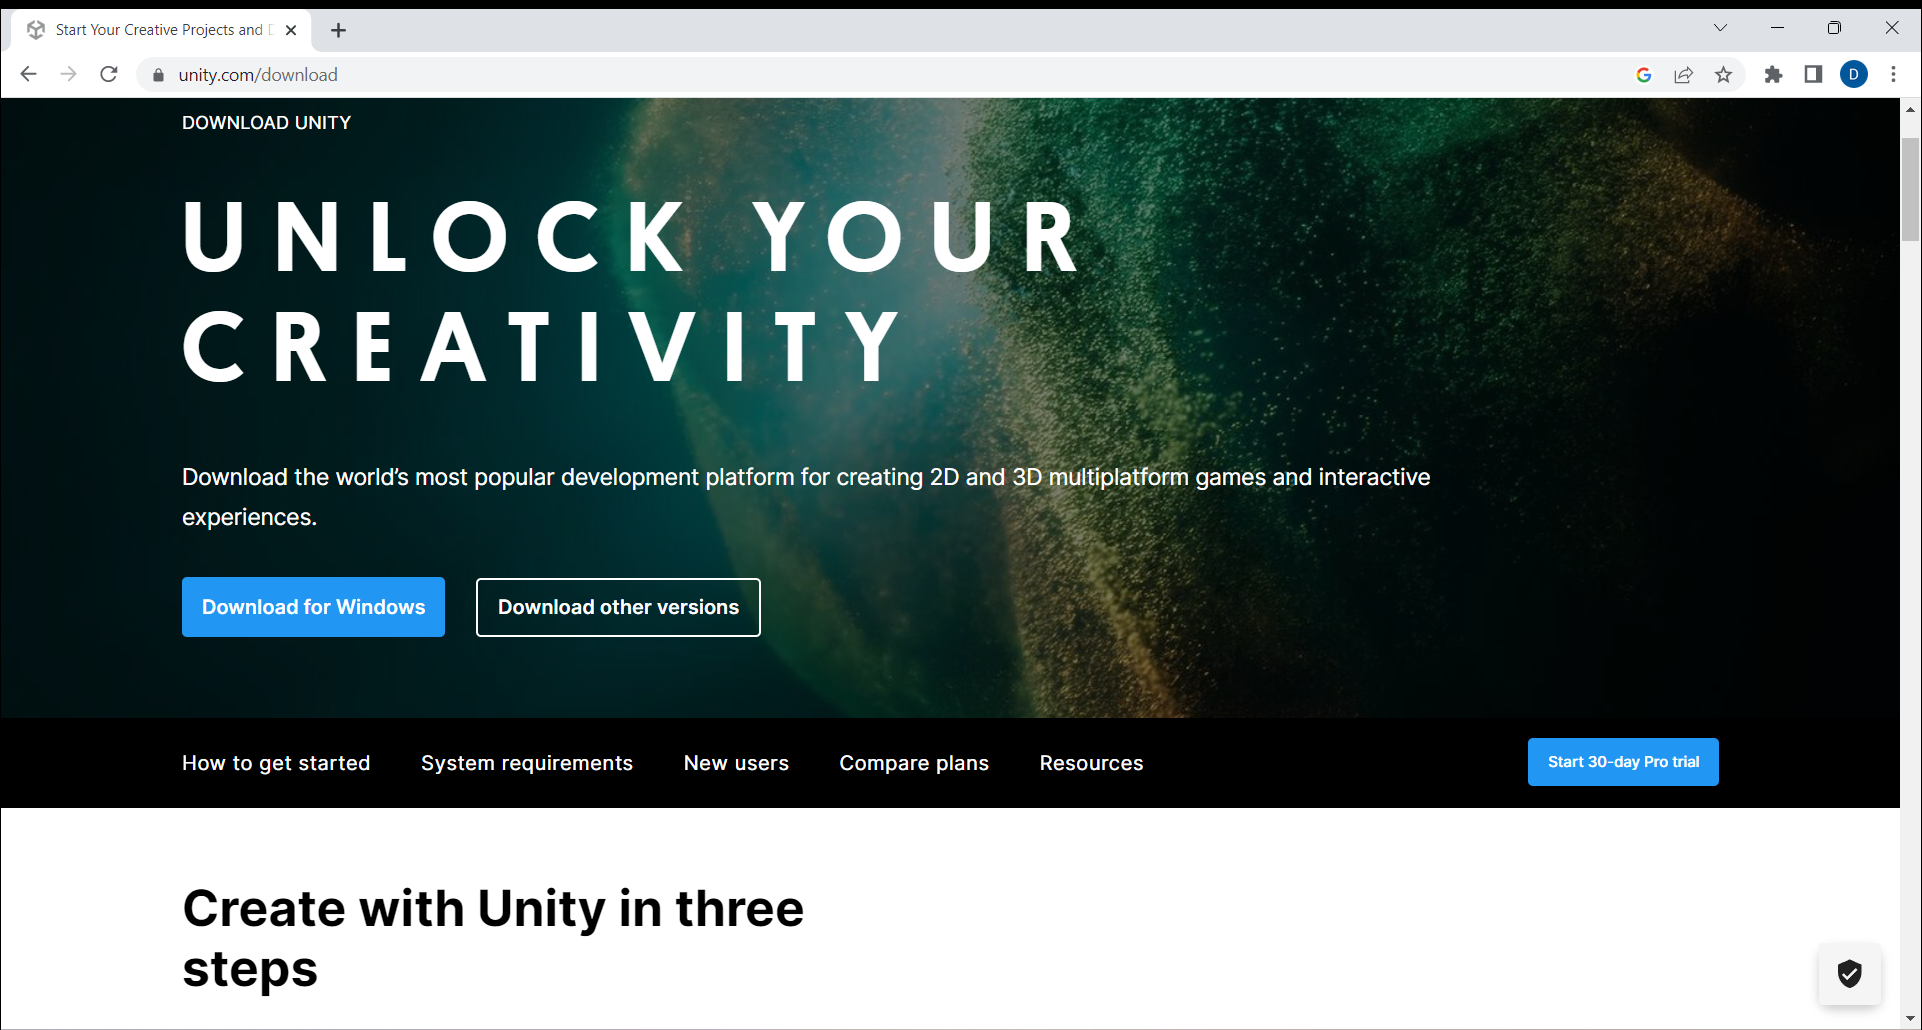 Start Your Creative Projects and D
unity.com/download
D
DOWNLOAD UNITY
UNLOCK YOUR
CREATIVITY
Download the world’s most popular development platform for creating 2D and 3D multiplatform games and interactive
experiences.
Download for Windows
Download other versions
How to get started
System requirements
New users
Compare plans
Resources
Start 30-day Pro trial
Create with Unity in three
steps